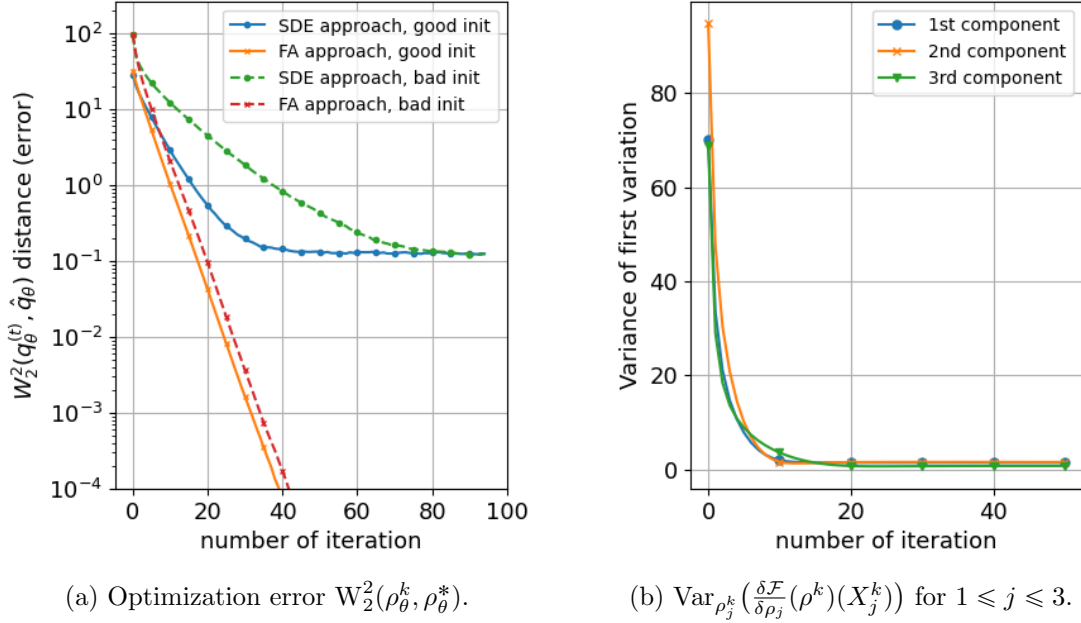 SDE approach, good init
FA approach, good init
SDE approach, bad init
FA approach, bad init
10^2
10^1
10^0
10^{-1}
10^{-2}
10^{-3}
10^{-4}
0 20 40 60 80 100
number of iteration
W_2^2(q_θ^{(t)}, \hat{q}_θ) distance (error)
1st component
2nd component
3rd component
80
60
40
20
0
0 20 40
number of iteration
Variance of first variation
(a) Optimization error W_2^2(ρ_θ^k, ρ_θ^*).
(b) Var_{ρ_j^k}(\frac{δ\mathcal{F}}{δρ_j}(ρ^k)(X_j^k)) for 1 ⩽ j ⩽ 3.